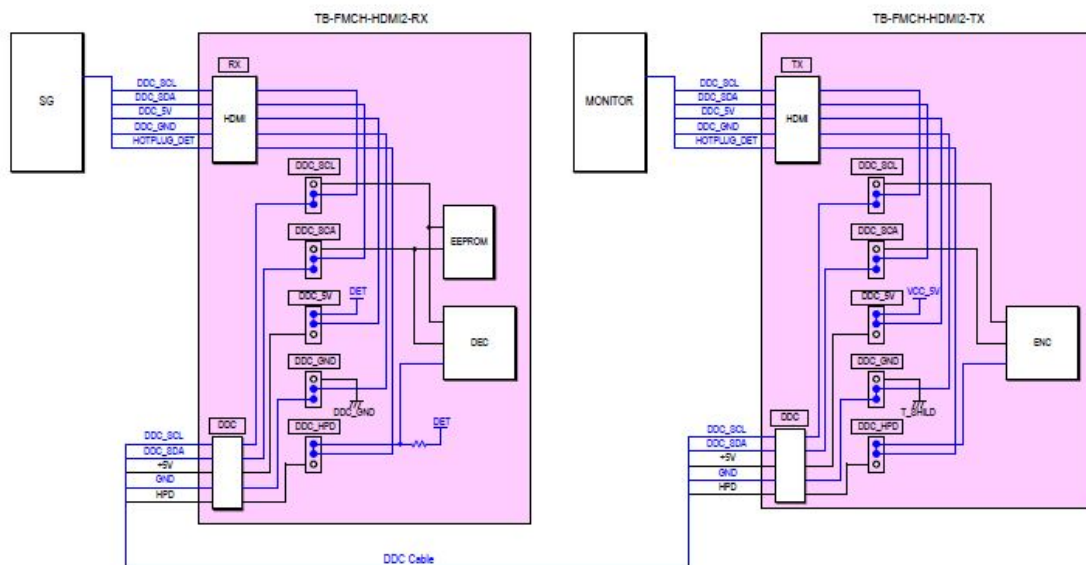 TB-FMCH-HDMI2-RX
SG
DDC_SCL
DDC_SDA
DDC_5V
DDC_GND
HOTPLUG_DET
RX
HDMI
DDC_SCL
DDC_SCA
EEPROM
DDC_5V
DET
DEC
DDC_GND
DDC_GND
DDC_HPD
DET
DDC
DDC_SCL
DDC_SDA
+5V
GND
HPD
DDC Cable
TB-FMCH-HDMI2-TX
MONITOR
DDC_SCL
DDC_SDA
DDC_5V
DDC_GND
HOTPLUG_DET
TX
HDMI
DDC_SCL
DDC_SCA
DDC_5V
VCC_5V
ENC
DDC_GND
T_SHILD
DDC_HPD
DDC
DDC_SCL
DDC_SDA
+5V
GND
HPD